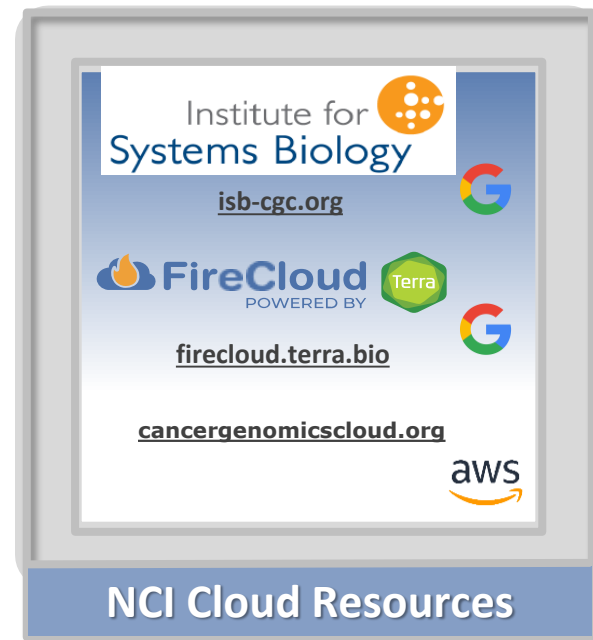 Institute for
Systems Biology
isb-cgc.org
FireCloud
POWERED BY
Terra
firecloud.terra.bio
cancergenomicscloud.org
aws
NCI Cloud Resources